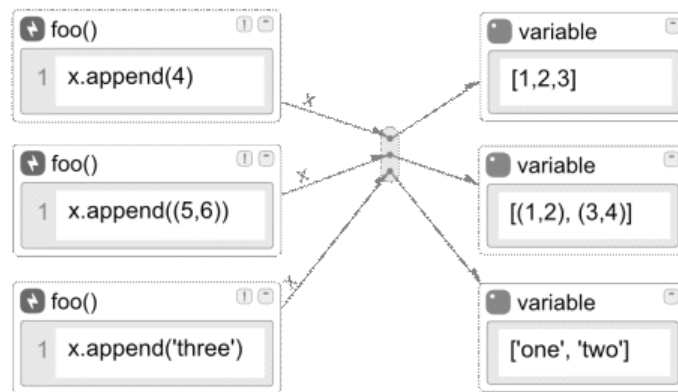 foo()
1 x.append(4)
foo()
1 x.append((5,6))
foo()
1 x.append('three')
x
x
x
variable
[1,2,3]
variable
[(1,2), (3,4)]
variable
['one', 'two']